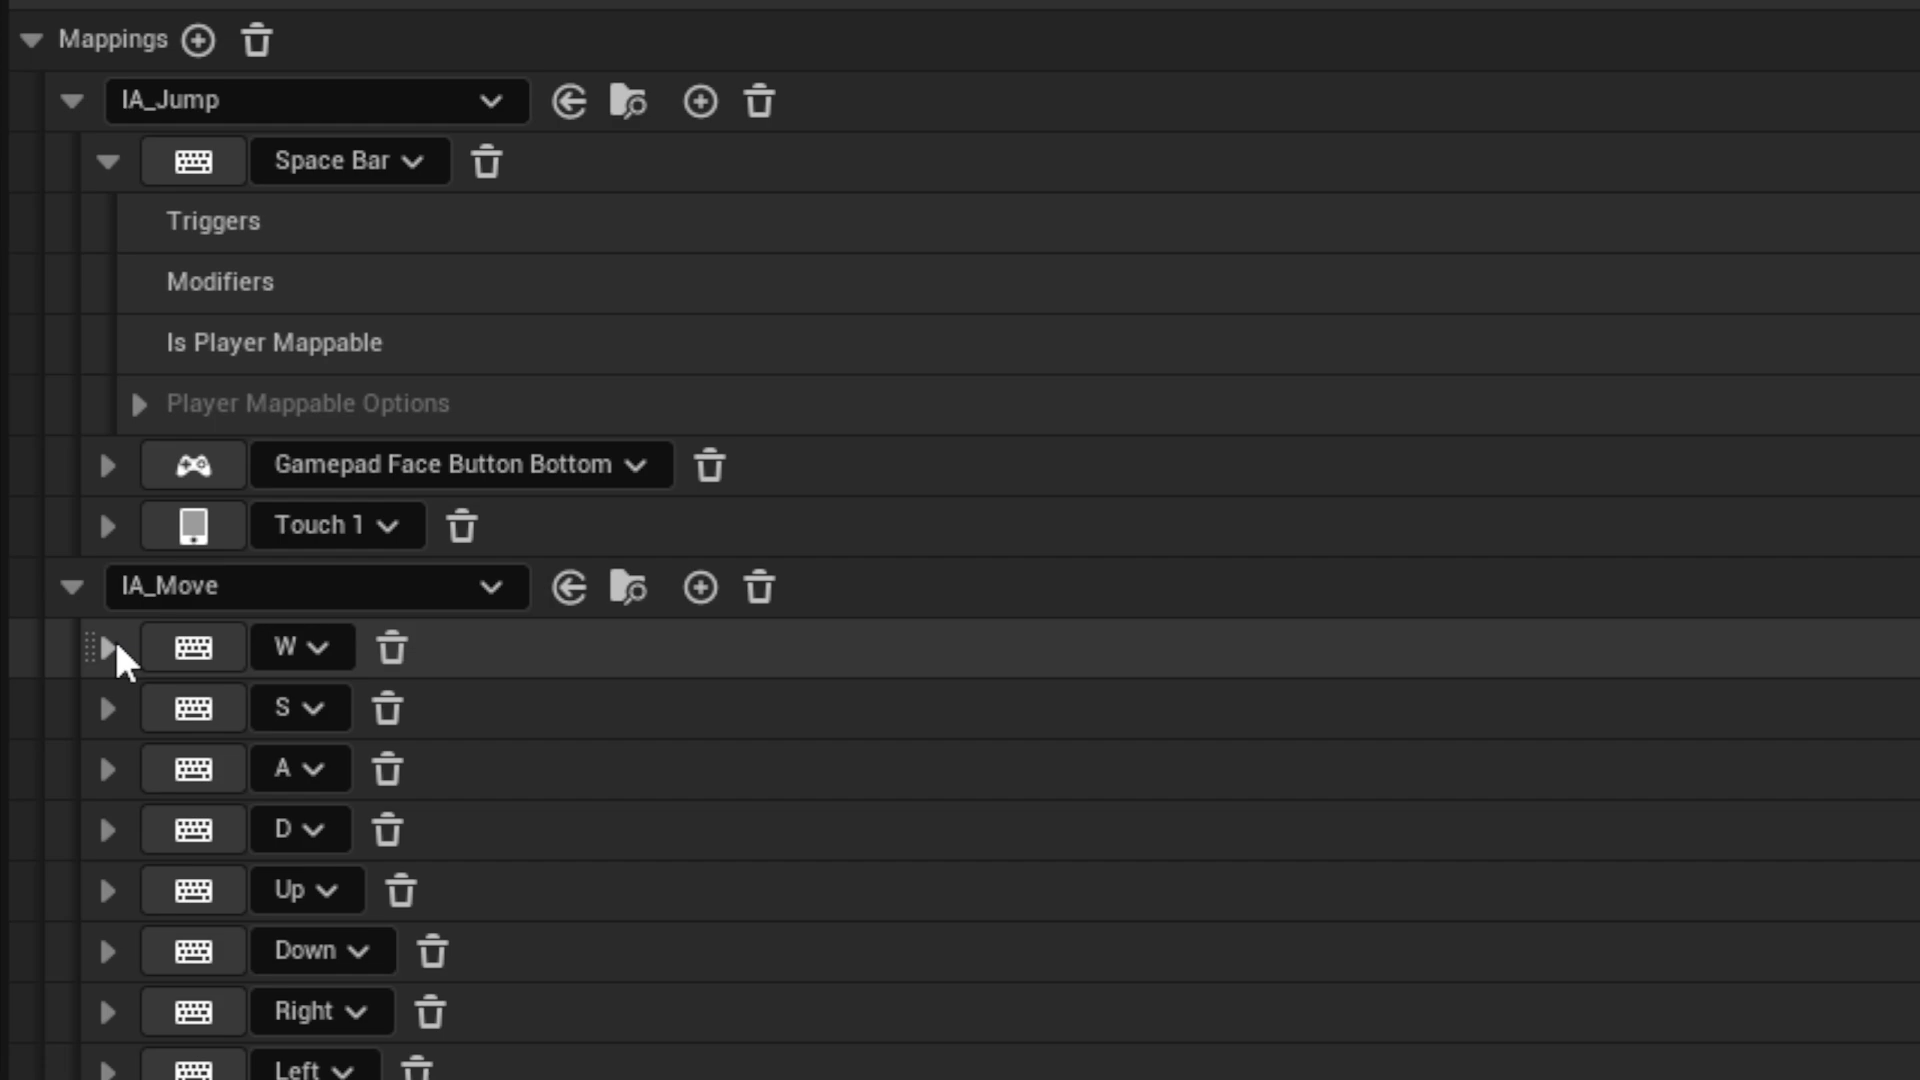 Mappings
IA_Jump
Space Bar
Triggers
Modifiers
Is Player Mappable
Player Mappable Options
Gamepad Face Button Bottom
Touch 1
IA_Move
W
S
A
D
Up
Down
Right
Left